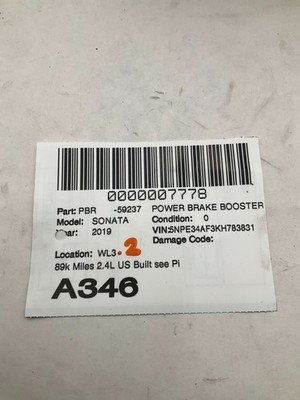 0000007778
Part: PBR -59237 POWER BRAKE BOOSTER
Model: SONATA Condition: 0
ear: 2019 VIN:5NPE34AF3KH783831
Damage Code:
Location: WL3.2
89k Miles 2.4L US Built see Pi
A346